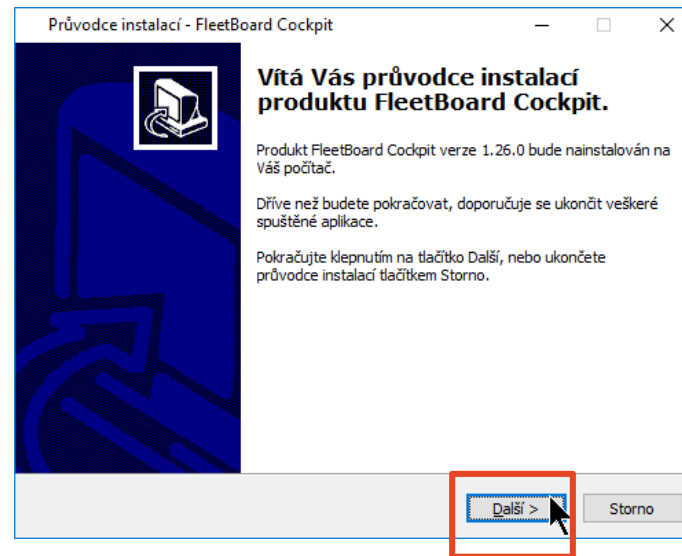 Průvodce instalací - FleetBoard Cockpit
Vítá Vás průvodce instalací
produktu FleetBoard Cockpit.
Produkt FleetBoard Cockpit verze 1.26.0 bude nainstalován na
Váš počítač.
Dříve než budete pokračovat, doporučuje se ukončit veškeré
spuštěné aplikace.
Pokračujte klepnutím na tlačítko Další, nebo ukončete
průvodce instalací tlačítkem Storno.
Další >
Storno